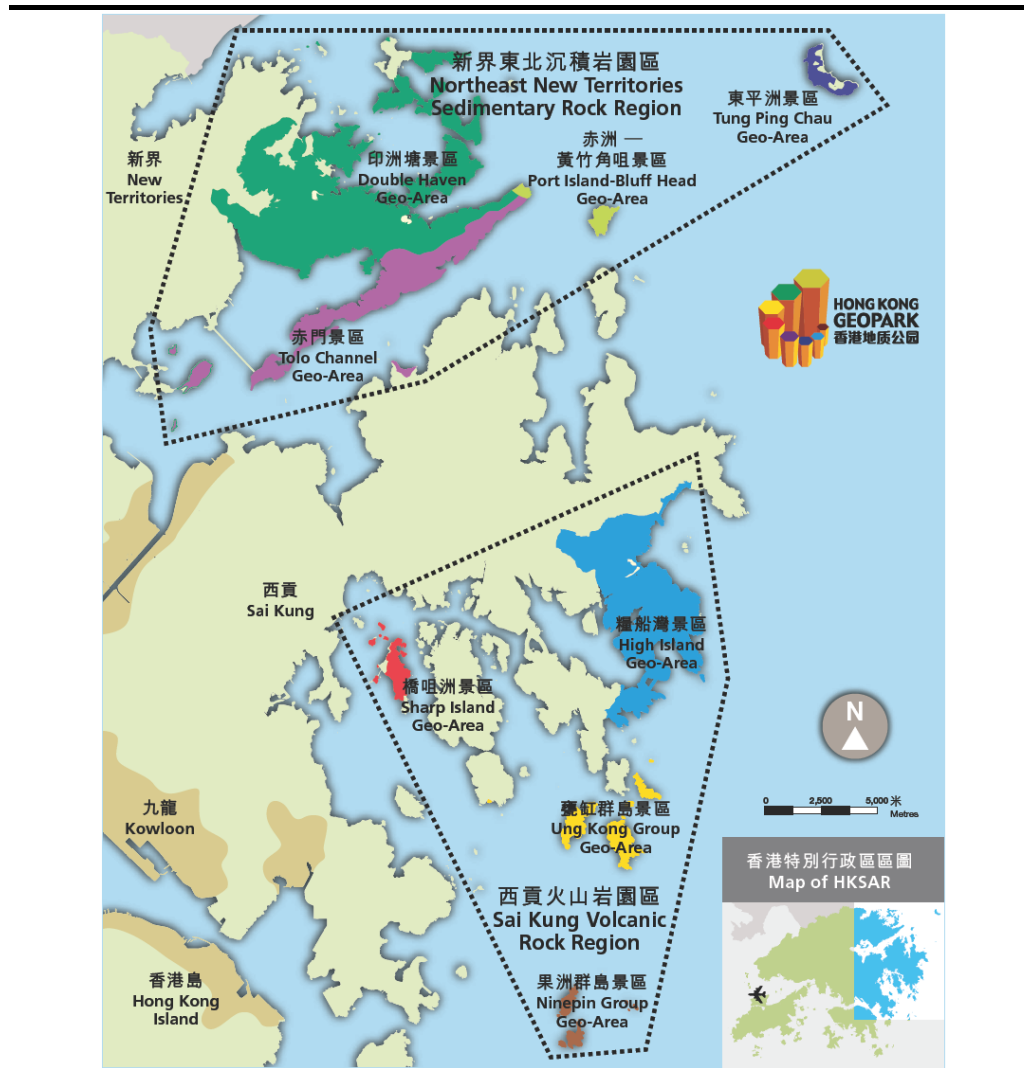 新界東北沉積岩園區
Northeast New Territories
Sedimentary Rock Region
東平洲景區
Tung Ping Chau
Geo-Area
赤洲 —
黃竹角咀景區
Port Island-Bluff Head
Geo-Area
新界
New
Territories
印洲塘景區
Double Haven
Geo-Area
HONG KONG
GEOPARK
香港地质公园
赤門景區
Tolo Channel
Geo-Area
西貢
Sai Kung
糧船灣景區
High Island
Geo-Area
橋咀洲景區
Sharp Island
Geo-Area
N
0 2,500 5,000 米
Metres
九龍
Kowloon
甕缸群島景區
Ung Kong Group
Geo-Area
香港特別行政區區圖
Map of HKSAR
西貢火山岩園區
Sai Kung Volcanic
Rock Region
香港島
Hong Kong
Island
果洲群島景區
Ninepin Group
Geo-Area